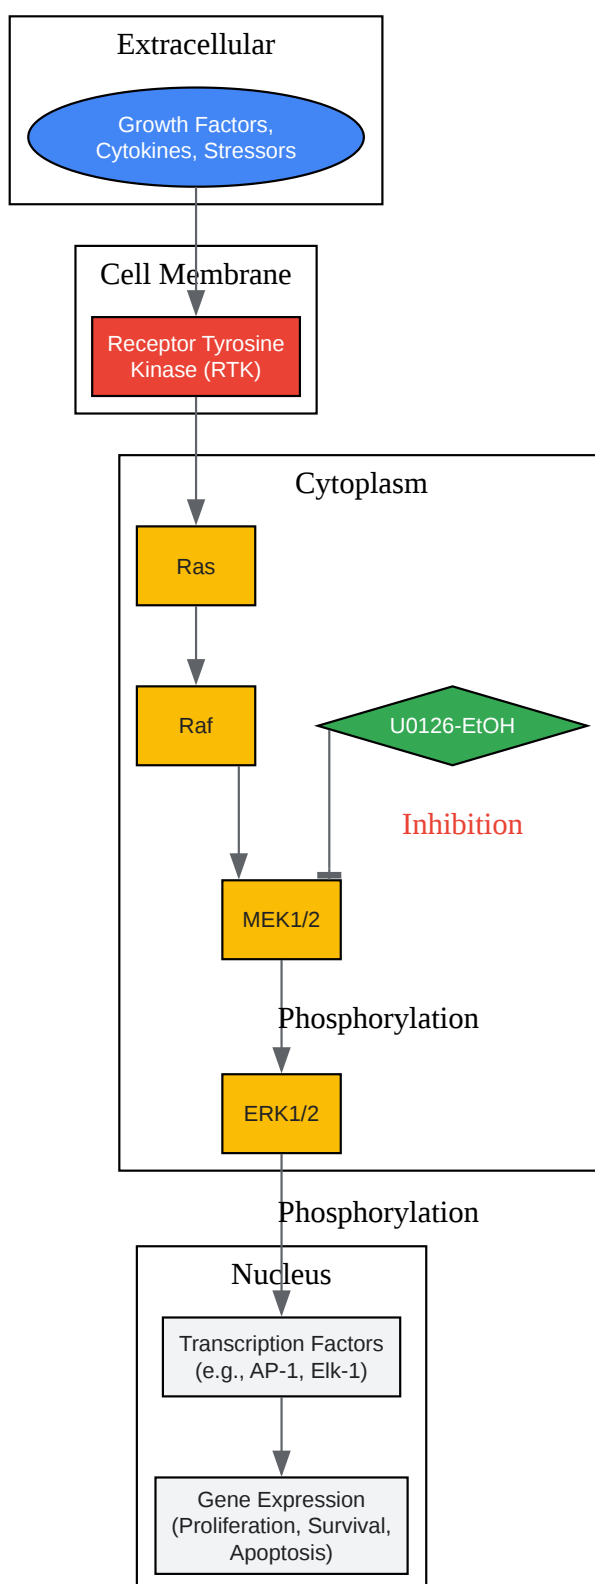 Extracellular
Growth Factors,
Cytokines, Stressors
Cell Membrane
Receptor Tyrosine
Kinase (RTK)
Cytoplasm
Ras
Raf
U0126-EtOH
Inhibition
MEK1/2
Phosphorylation
ERK1/2
Phosphorylation
Nucleus
Transcription Factors
(e.g., AP-1, Elk-1)
Gene Expression
(Proliferation, Survival,
Apoptosis)